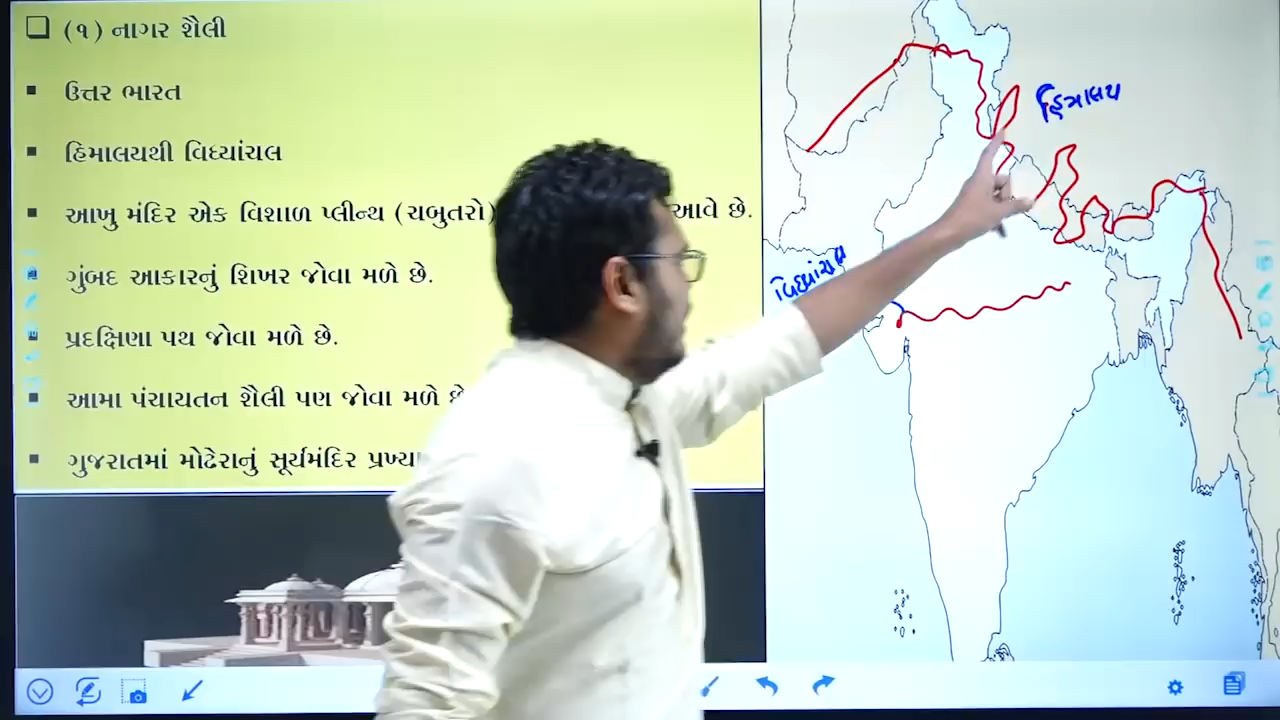 (૧) નાગર શૈલી
ઉત્તર ભારત
હિમાલયથી વિધ્યાંચલ
આખુ મંદિર એક વિશાળ પ્લીન્થ (ચબુતરો) આવે છે.
ગુંબદ આકારનું શિખર જોવા મળે છે.
પ્રદક્ષિણા પથ જોવા મળે છે.
આમા પંચાયતન શૈલી પણ જોવા મળે છે
ગુજરાતમાં મોઢેરાનું સૂર્યમંદિર
હિમાલય
વિધ્યાંચલ